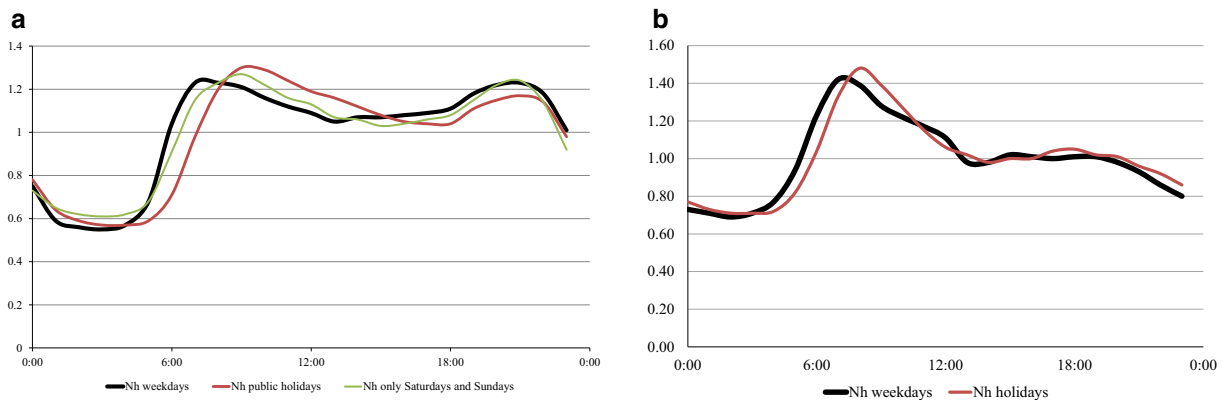 a
1.4
1.2
1
0.8
0.6
0.4
0.2
0
0:00 6:00 12:00 18:00 0:00
Nh weekdays Nh public holidays Nh only Saturdays and Sundays
b
1.60
1.40
1.20
1.00
0.80
0.60
0.40
0.20
0.00
0:00 6:00 12:00 18:00 0:00
Nh weekdays Nh holidays